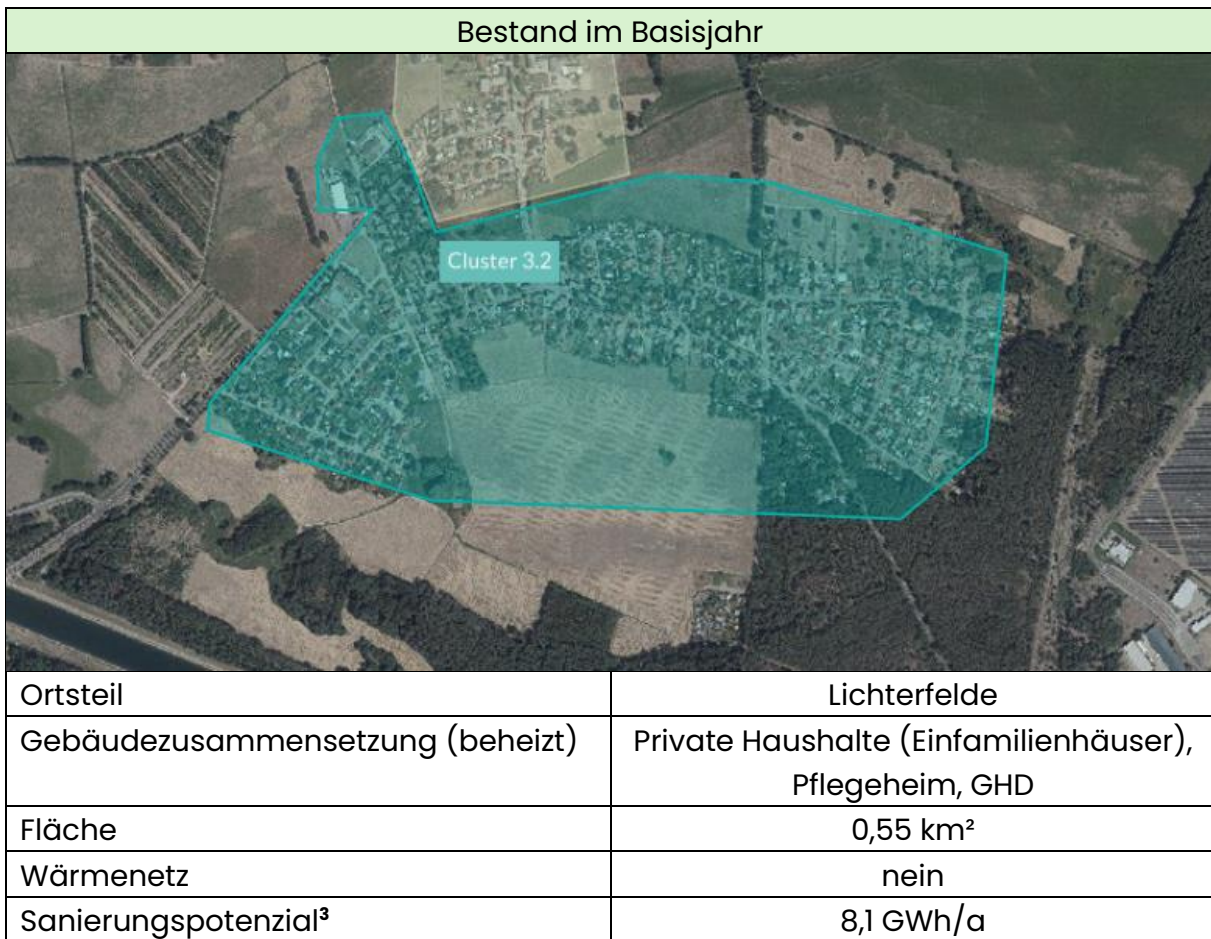 Bestand im Basisjahr
Cluster 3.2
Ortsteil Lichterfelde
Gebäudezusammensetzung (beheizt) Private Haushalte (Einfamilienhäuser),
Pflegeheim, GHD
Fläche 0,55 km²
Wärmenetz nein
Sanierungspotenzial³ 8,1 GWh/a